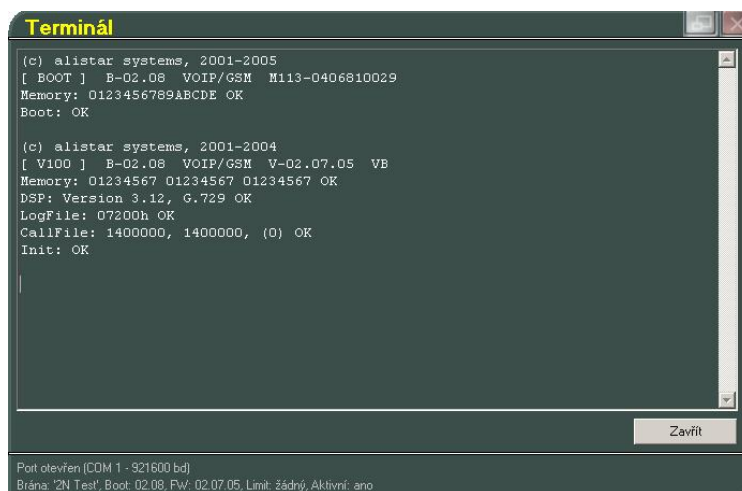 Terminál
(c) alistar systems, 2001-2005
[ BOOT ]  B-02.08  VOIP/GSM  M113-0406810029
Memory: 0123456789ABCDE OK
Boot: OK
(c) alistar systems, 2001-2004
[ V100 ]  B-02.08  VOIP/GSM  V-02.07.05  VB
Memory: 01234567 01234567 01234567 OK
DSP: Version 3.12, G.729 OK
LogFile: 07200h OK
CallFile: 1400000, 1400000, (0) OK
Init: OK
Zavřít
Port otevřen (COM 1 - 921600 bd)
Brána: '2N Test', Boot: 02.08, FW: 02.07.05, Limit: žádný, Aktivní: ano